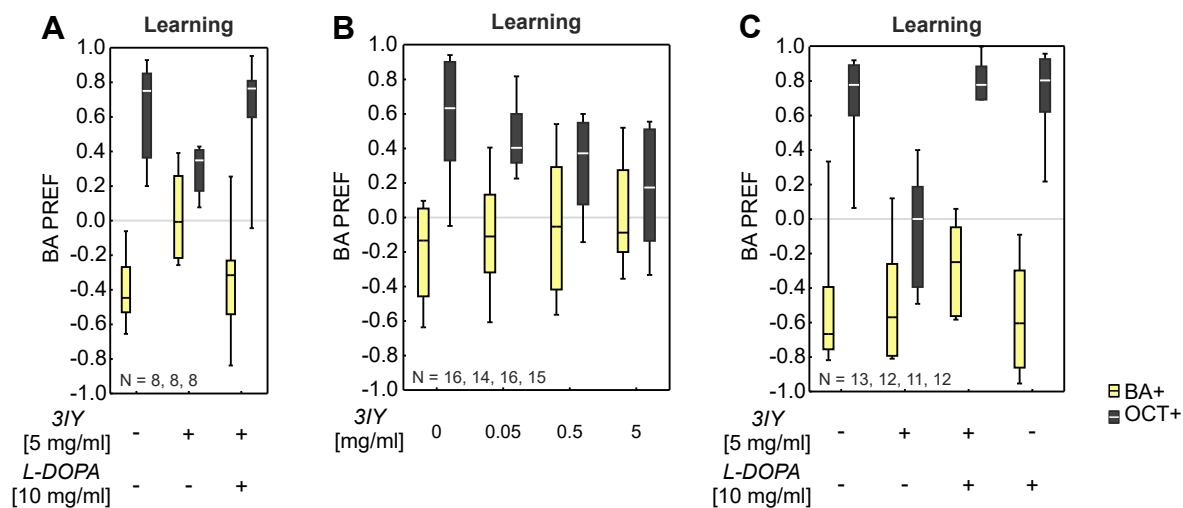 A
Learning
BA PREF
1.0
0.8
0.6
0.4
0.2
0.0
-0.2
-0.4
-0.6
-0.8
-1.0
N = 8, 8, 8
3IY
[5 mg/ml]
- + +
L-DOPA
[10 mg/ml]
- - +
B
Learning
BA PREF
1.0
0.8
0.6
0.4
0.2
0.0
-0.2
-0.4
-0.6
-0.8
-1.0
N = 16, 14, 16, 15
3IY
[mg/ml]
0 0.05 0.5 5
C
Learning
BA PREF
1.0
0.8
0.6
0.4
0.2
0.0
-0.2
-0.4
-0.6
-0.8
-1.0
N = 13, 12, 11, 12
3IY
[5 mg/ml]
- + + -
L-DOPA
[10 mg/ml]
- - + +
BA+
OCT+